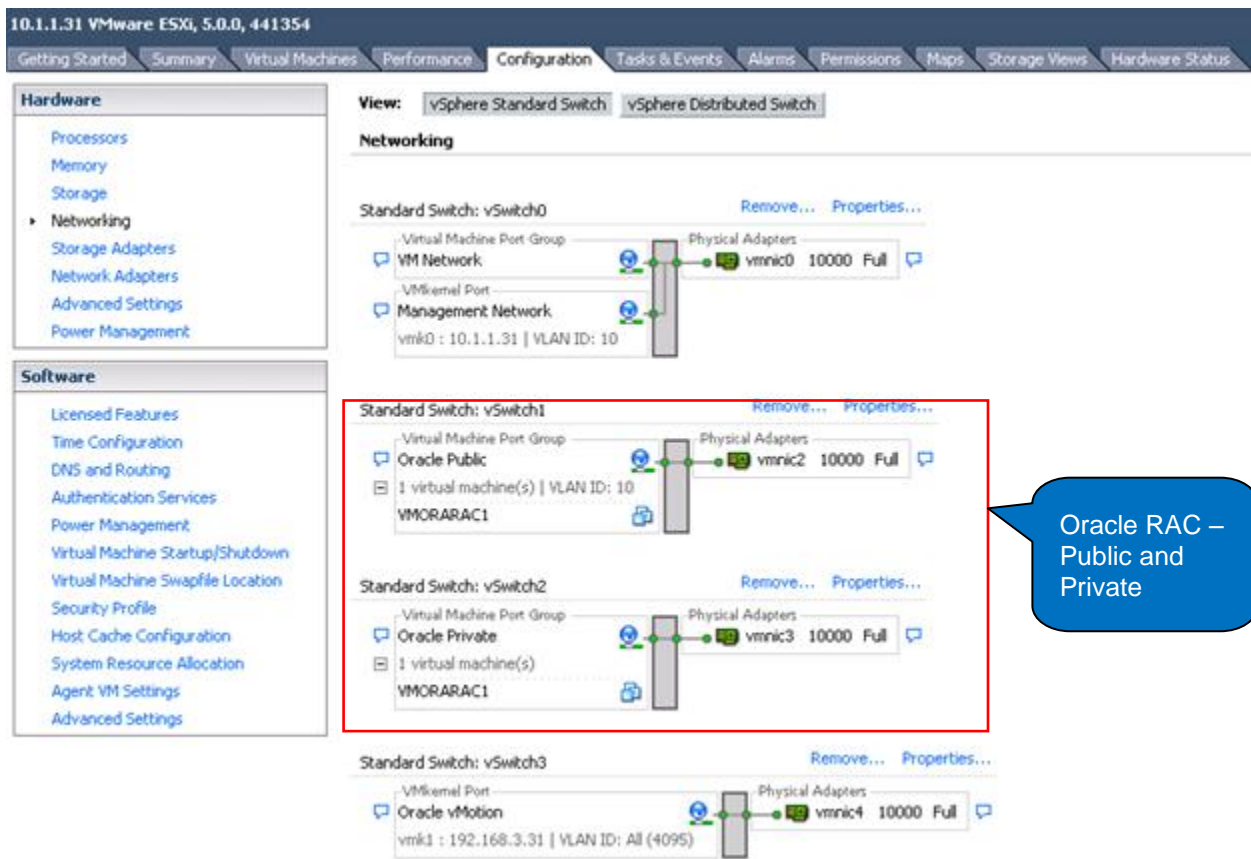 10.1.1.31 VMware ESXi, 5.0.0, 441354
Getting Started Summary Virtual Machines Performance Configuration Tasks & Events Alarms Permissions Maps Storage Views Hardware Status
Hardware
Processors
Memory
Storage
Networking
Storage Adapters
Network Adapters
Advanced Settings
Power Management
Software
Licensed Features
Time Configuration
DNS and Routing
Authentication Services
Power Management
Virtual Machine Startup/Shutdown
Virtual Machine Swapfile Location
Security Profile
Host Cache Configuration
System Resource Allocation
Agent VM Settings
Advanced Settings
View: vSphere Standard Switch vSphere Distributed Switch
Networking
Standard Switch: vSwitch0 Remove... Properties...
Virtual Machine Port Group Physical Adapters
VM Network vmnic0 10000 Full
VMkernel Port
Management Network
vmk0 : 10.1.1.31 | VLAN ID: 10
Standard Switch: vSwitch1 Remove... Properties...
Virtual Machine Port Group Physical Adapters
Oracle Public vmnic2 10000 Full
1 virtual machine(s) | VLAN ID: 10
VMORARAC1
Standard Switch: vSwitch2 Remove... Properties...
Virtual Machine Port Group Physical Adapters
Oracle Private vmnic3 10000 Full
1 virtual machine(s)
VMORARAC1
Oracle RAC –
Public and
Private
Standard Switch: vSwitch3 Remove... Properties...
VMkernel Port Physical Adapters
Oracle vMotion vmnic4 10000 Full
vmk1 : 192.168.3.31 | VLAN ID: All (4095)